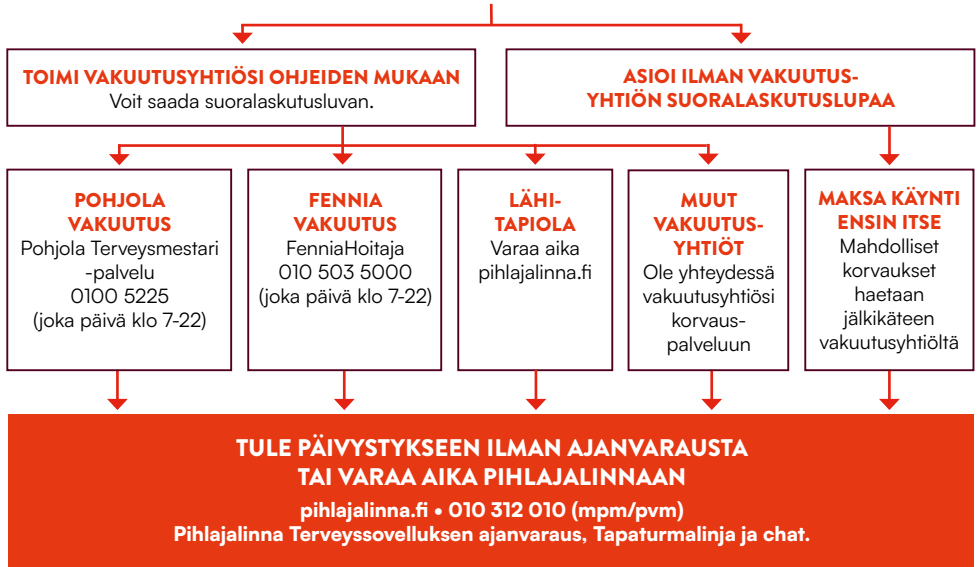 TOIMI VAKUUTUSYHTIÖSI OHJEIDEN MUKAAN
Voit saada suoralaskutusluvan.
ASIOI ILMAN VAKUUTUS-
YHTIÖN SUORALASKUTUSLUPAA
POHJOLA
VAKUUTUS
Pohjola Terveysmestari
-palvelu
0100 5225
(joka päivä klo 7-22)
FENNIA
VAKUUTUS
FenniaHoitaja
010 503 5000
(joka päivä klo 7-22)
LÄHI-
TAPIOLA
Varaa aika
pihlajalinna.fi
MUUT
VAKUUTUS-
YHTIÖT
Ole yhteydessä
vakuutusyhtiösi
korvaus-
palveluun
MAKSA KÄYNTI
ENSIN ITSE
Mahdolliset
korvaukset
haetaan
jälkikäteen
vakuutusyhtiöltä
TULE PÄIVYSTYKSEEN ILMAN AJANVARAUSTA
TAI VARAA AIKA PIHLAJALINNAAN
pihlajalinna.fi • 010 312 010 (mpm/pvm)
Pihlajalinna Terveyssovelluksen ajanvaraus, Tapaturmalinja ja chat.